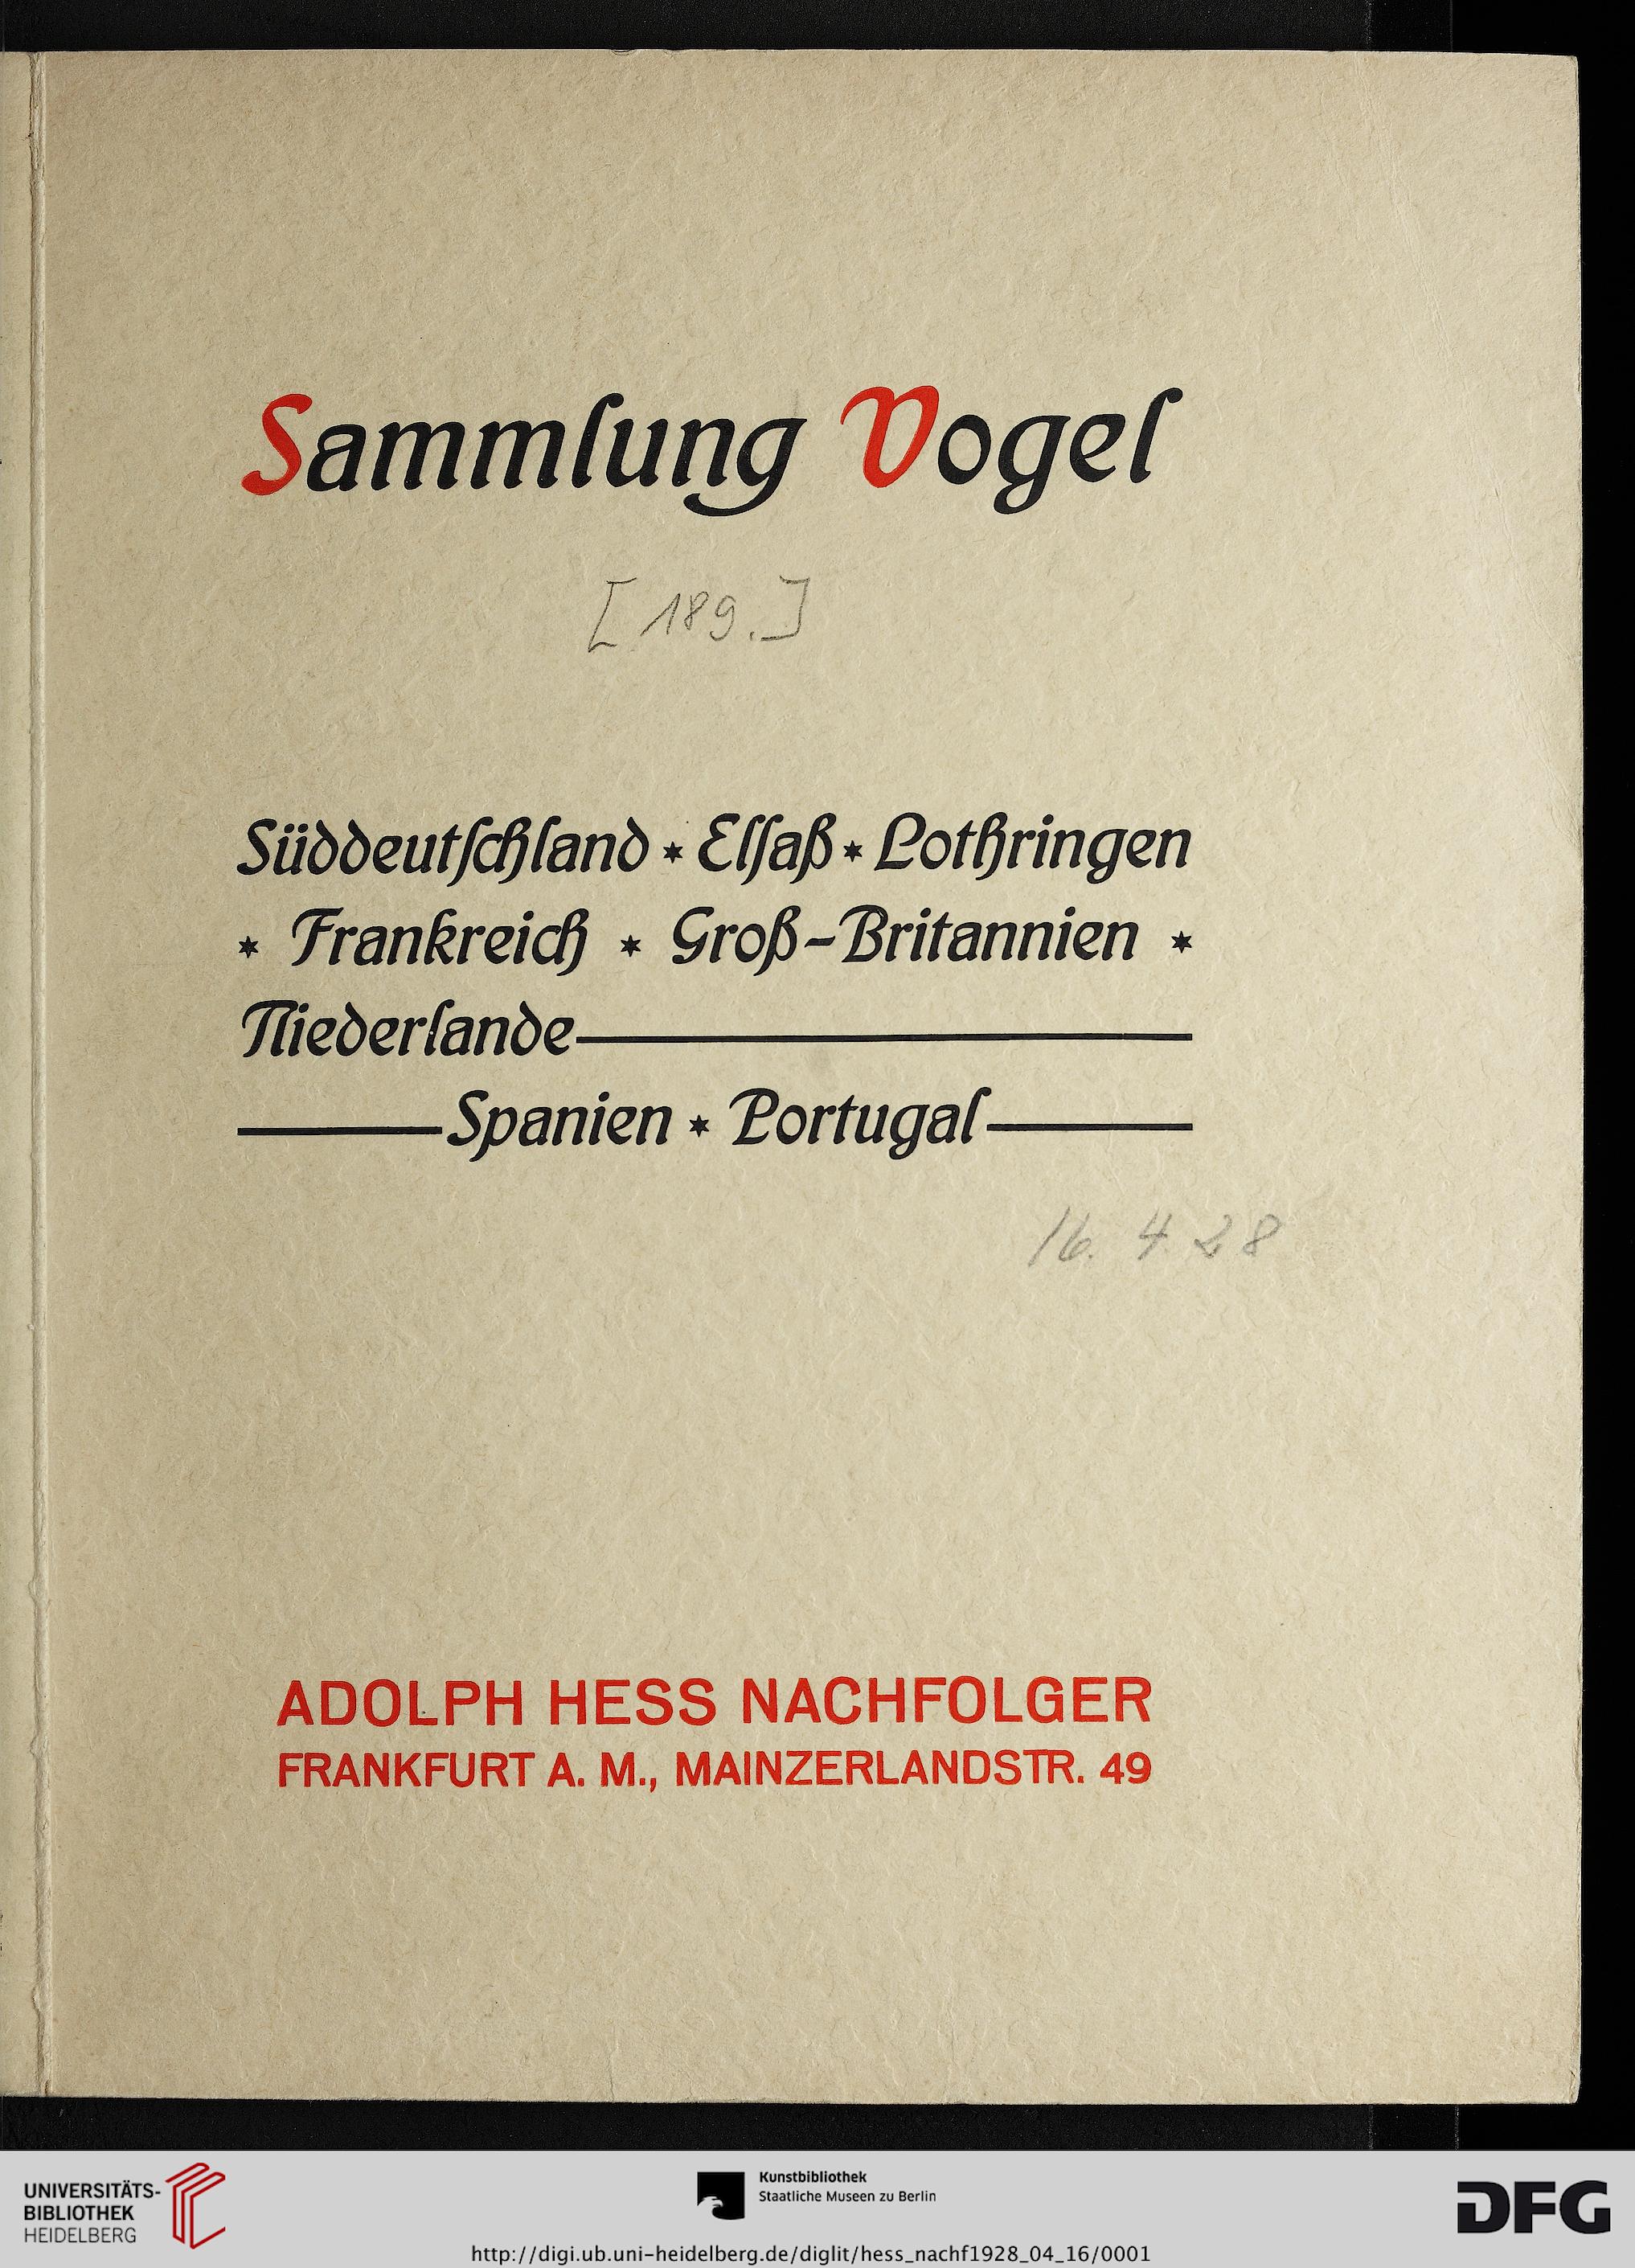 Sammlung Vogel
[189.]
Süddeutſchland * Elſaß * Lothringen
* Frankreich * Groß-Britannien *
Niederlande
Spanien * Portugal
16. 4 28
ADOLPH HESS NACHFOLGER
FRANKFURT A. M., MAINZERLANDSTR. 49
UNIVERSITÄTS-
BIBLIOTHEK
HEIDELBERG
Kunstbibliothek
Staatliche Museen zu Berlin
DFG
http://digi.ub.uni-heidelberg.de/diglit/hess_nachf1928_04_16/0001